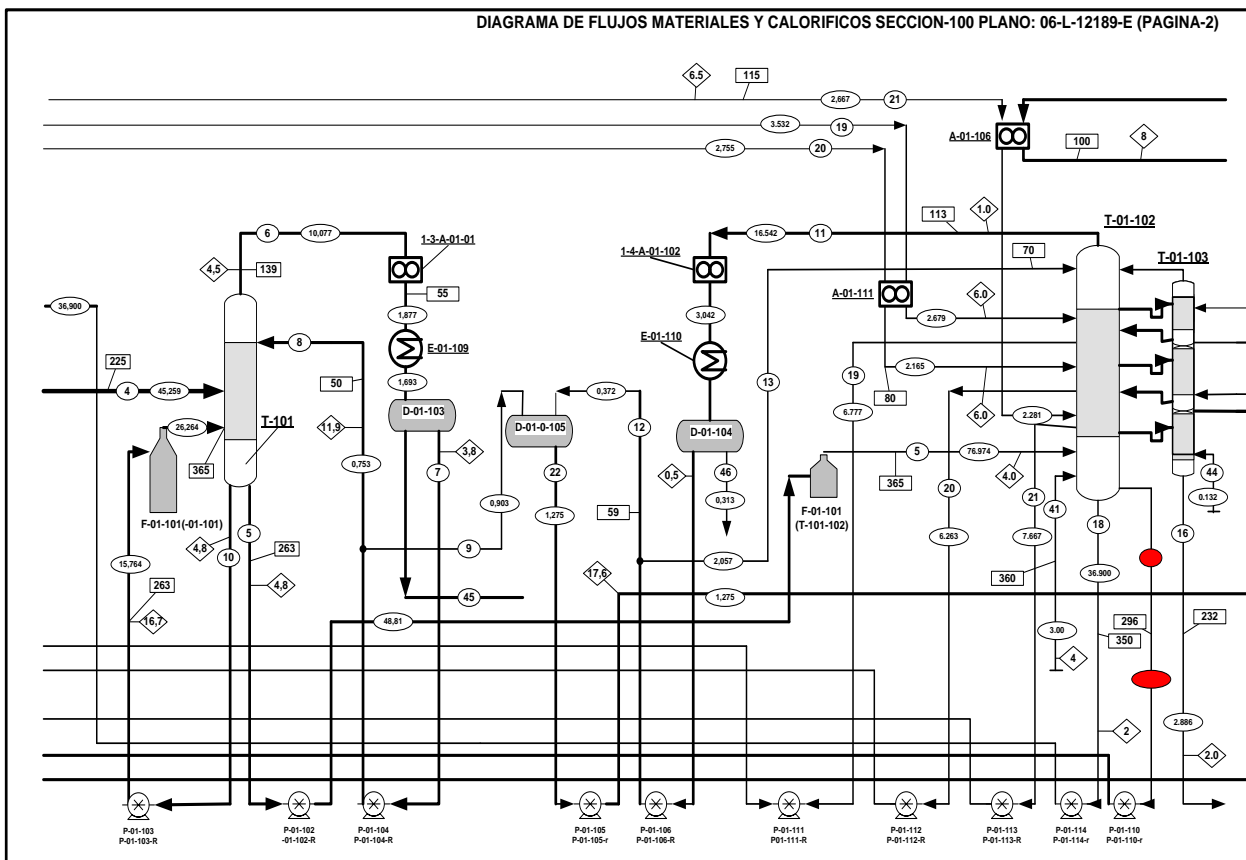 DIAGRAMA DE FLUJOS MATERIALES Y CALORIFICOS SECCION-100 PLANO: 06-L-12189-E (PAGINA-2)
6.5
115
2,667
21
3.532
19
A-01-106
100
8
2,755
20
1.0
113
T-01-102
6
10,077
16.542
11
1-3-A-01-01
1-4-A-01-102
70
T-01-103
4,5
139
55
A-01-111
6.0
36,900
1,877
3,042
2.679
8
E-01-109
E-01-110
225
50
13
19
2.165
4
45,259
1,693
0,372
80
6.0
D-01-103
6.777
2.281
26,264
T-101
11,9
D-01-0-105
12
D-01-104
365
3,8
5
76.974
0,753
7
22
0,5
46
365
4.0
44
20
21
0.132
F-01-101(-01-101)
5
0,903
1,275
59
0,313
F-01-101
(T-101-102)
41
18
16
4,8
10
263
6.263
7.667
9
2,057
15,764
4,8
17,6
360
36.900
263
45
1,275
16,7
48,81
296
232
3.00
350
4
2.886
2
2.0
P-01-103
P-01-103-R
P-01-102
-01-102-R
P-01-104
P-01-104-R
P-01-105
P-01-105-r
P-01-106
P-01-106-R
P-01-111
P01-111-R
P-01-112
P-01-112-R
P-01-113
P-01-113-R
P-01-114
P-01-114-r
P-01-110
P-01-110-r